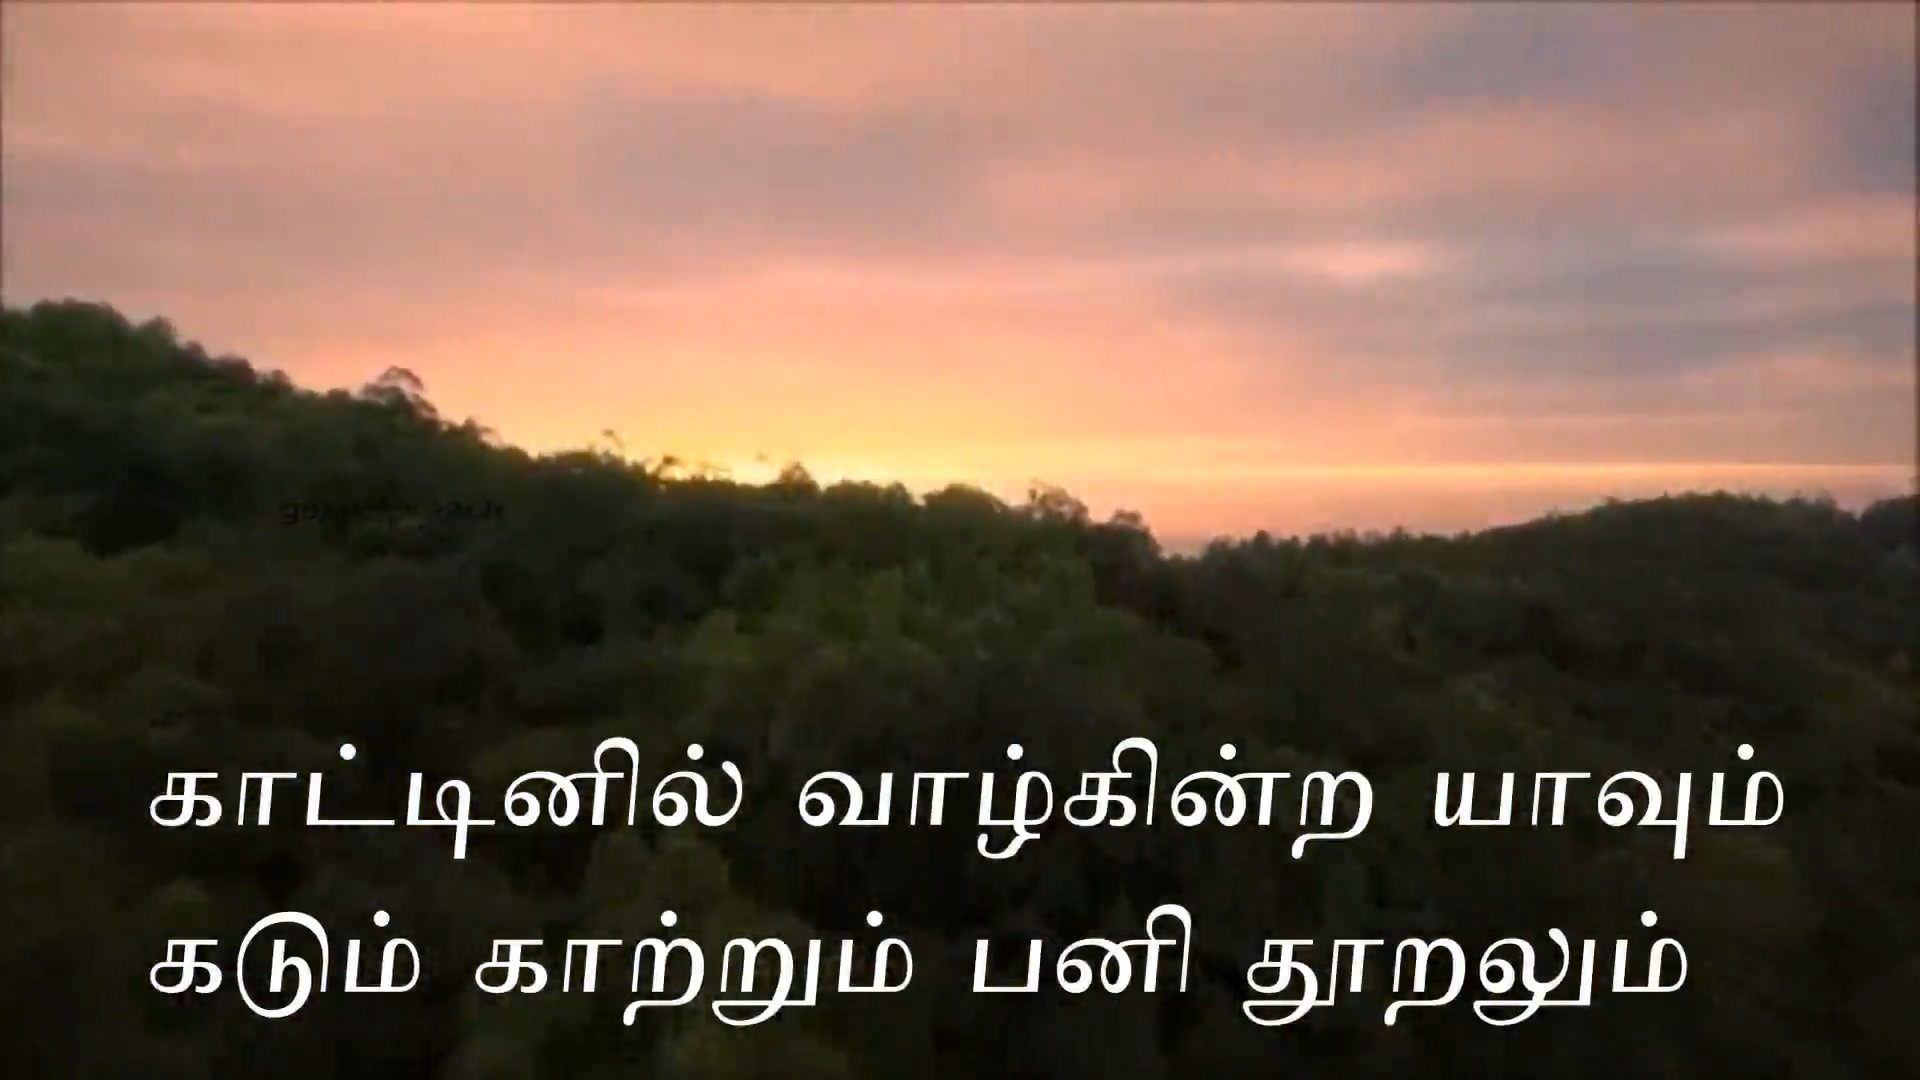 காட்டினில் வாழ்கின்ற யாவும்
கடும் காற்றும் பனி தூறலும்